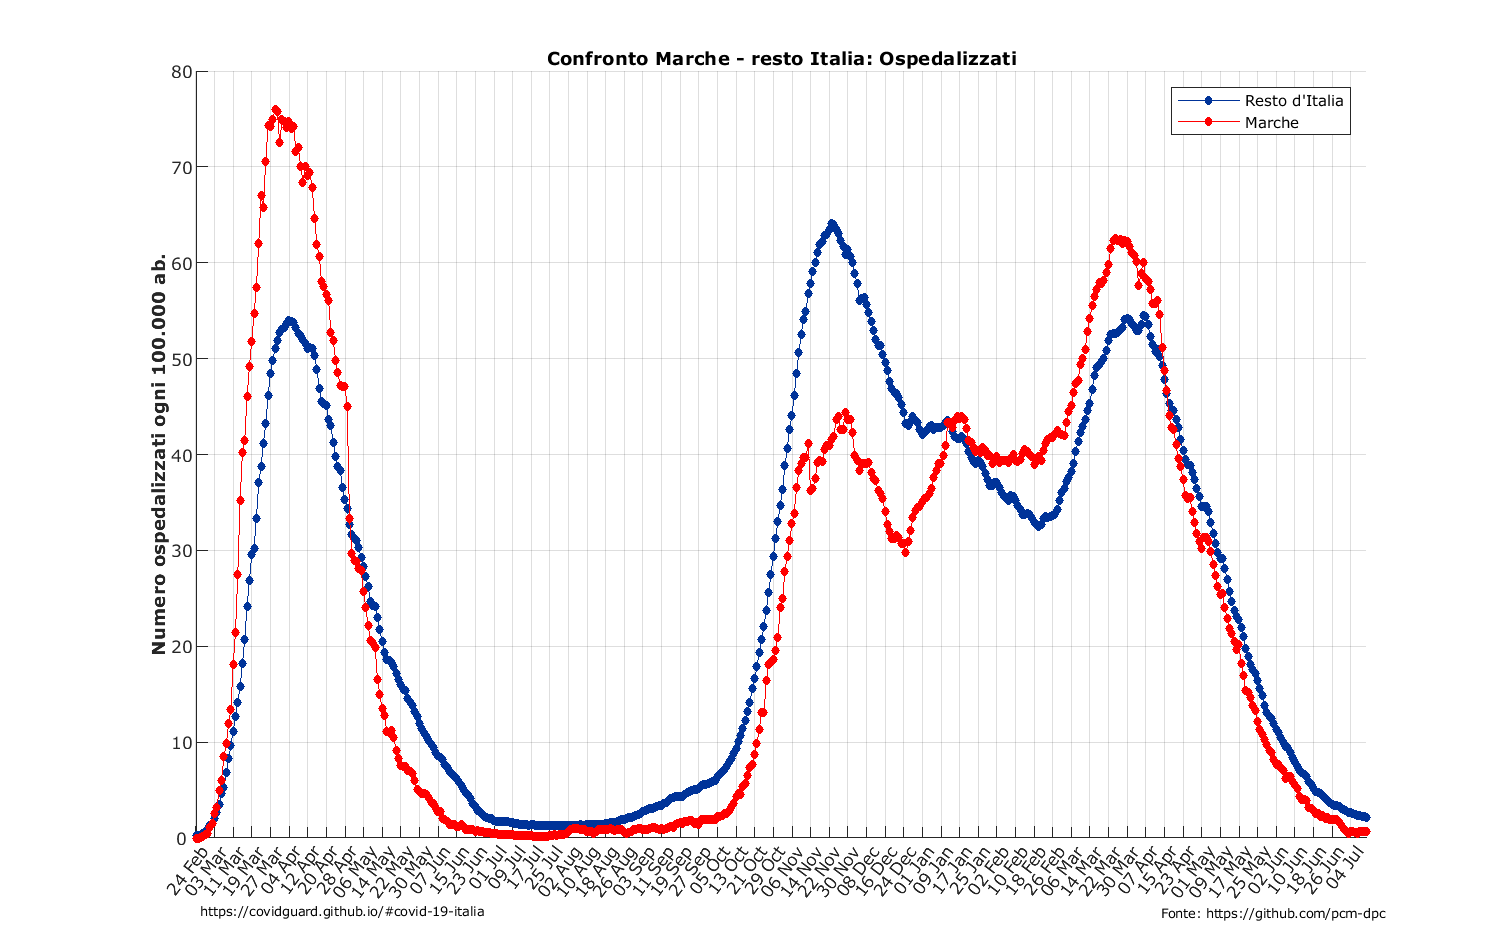 Confronto Marche - resto Italia: Ospedalizzati
Resto d'Italia
Marche
Numero ospedalizzati ogni 100.000 ab.
80
70
60
50
40
30
20
10
0
24 Feb
03 Mar
11 Mar
19 Mar
27 Mar
04 Apr
12 Apr
20 Apr
28 Apr
06 May
14 May
22 May
30 May
07 Jun
15 Jun
23 Jun
01 Jul
09 Jul
17 Jul
25 Jul
02 Aug
10 Aug
18 Aug
26 Aug
03 Sep
11 Sep
19 Sep
27 Sep
05 Oct
13 Oct
21 Oct
29 Oct
06 Nov
14 Nov
22 Nov
30 Nov
08 Dec
16 Dec
24 Dec
01 Jan
09 Jan
17 Jan
25 Jan
02 Feb
10 Feb
18 Feb
26 Feb
06 Mar
14 Mar
22 Mar
30 Mar
07 Apr
15 Apr
23 Apr
01 May
09 May
17 May
25 May
02 Jun
10 Jun
18 Jun
26 Jun
04 Jul
https://covidguard.github.io/#covid-19-italia
Fonte: https://github.com/pcm-dpc